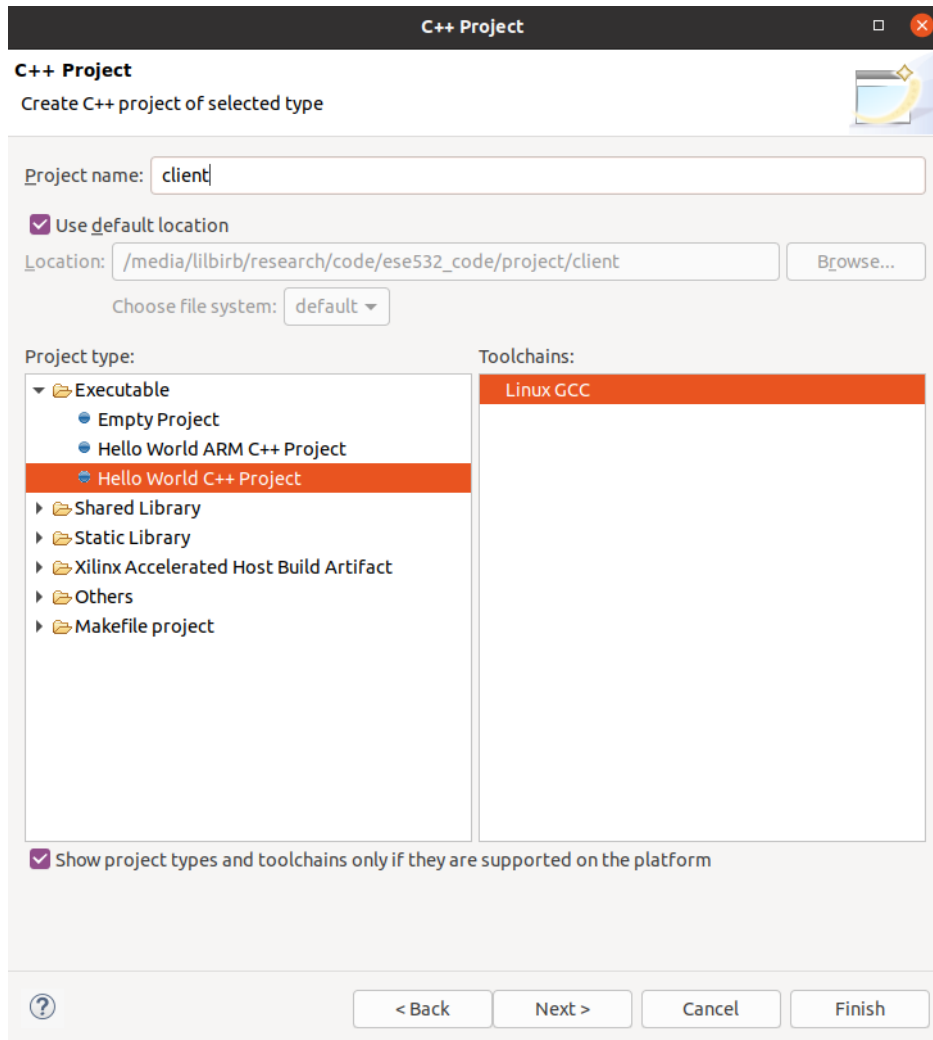 C++ Project
C++ Project
Create C++ project of selected type
Project name: client
Use default location
Location: /media/lilbirb/research/code/ese532_code/project/client Browse...
Choose file system: default
Project type:
Toolchains:
Executable
Empty Project
Hello World ARM C++ Project
Hello World C++ Project
Shared Library
Static Library
Xilinx Accelerated Host Build Artifact
Others
Makefile project
Linux GCC
Show project types and toolchains only if they are supported on the platform
? < Back Next > Cancel Finish